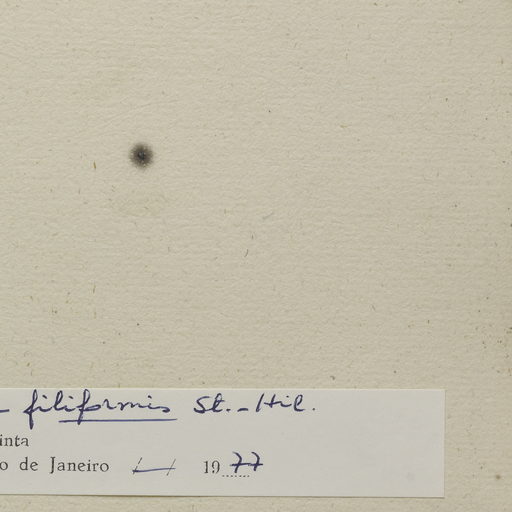 filiformis St.-Hil.
inta
o de Janeiro 1977